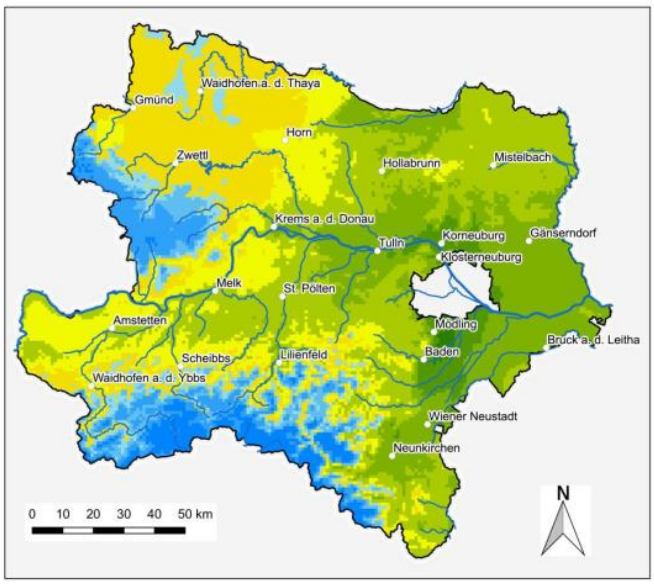 Waidhofen a. d. Thaya
Gmünd
Horn
Zwettl
Mistelbach
Hollabrunn
Krems a. d. Donau
Korneuburg
Gänserndorf
Tulln
Klosterneuburg
Melk
St. Pölten
Amstetten
Mödling
Bruck a. d. Leitha
Lilienfeld
Baden
Scheibbs
Waidhofen a. d. Ybbs
Wiener Neustadt
Neunkirchen
N
0 10 20 30 40 50 km